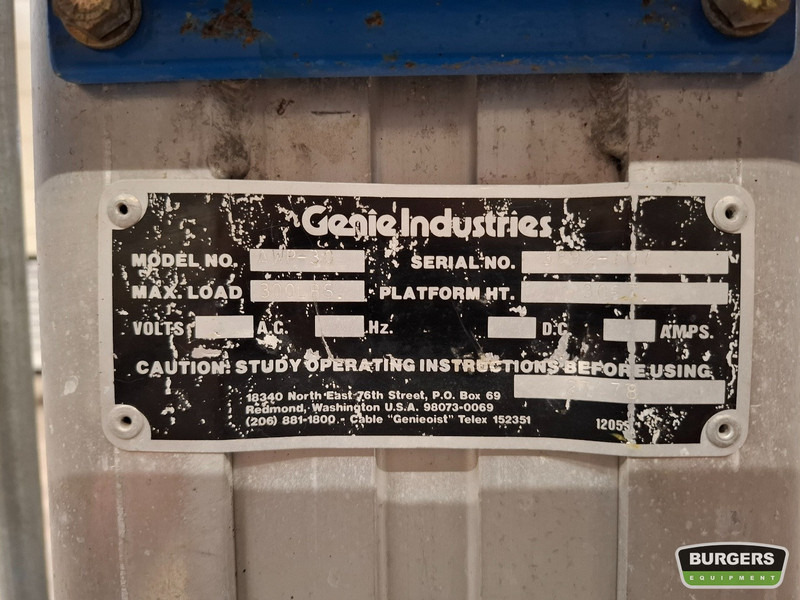 Genie Industries
MODEL NO. SERIAL NO.
MAX. LOAD PLATFORM HT.
VOLTS A.C. Hz. D.C. AMPS.
CAUTION: STUDY OPERATING INSTRUCTIONS BEFORE USING
18340 North East 76th Street, P.O. Box 69
Redmond, Washington U.S.A. 98073-0069
(206) 881-1800 Cable "Genieoist" Telex 152351
BURGERS
EQUIPMENT